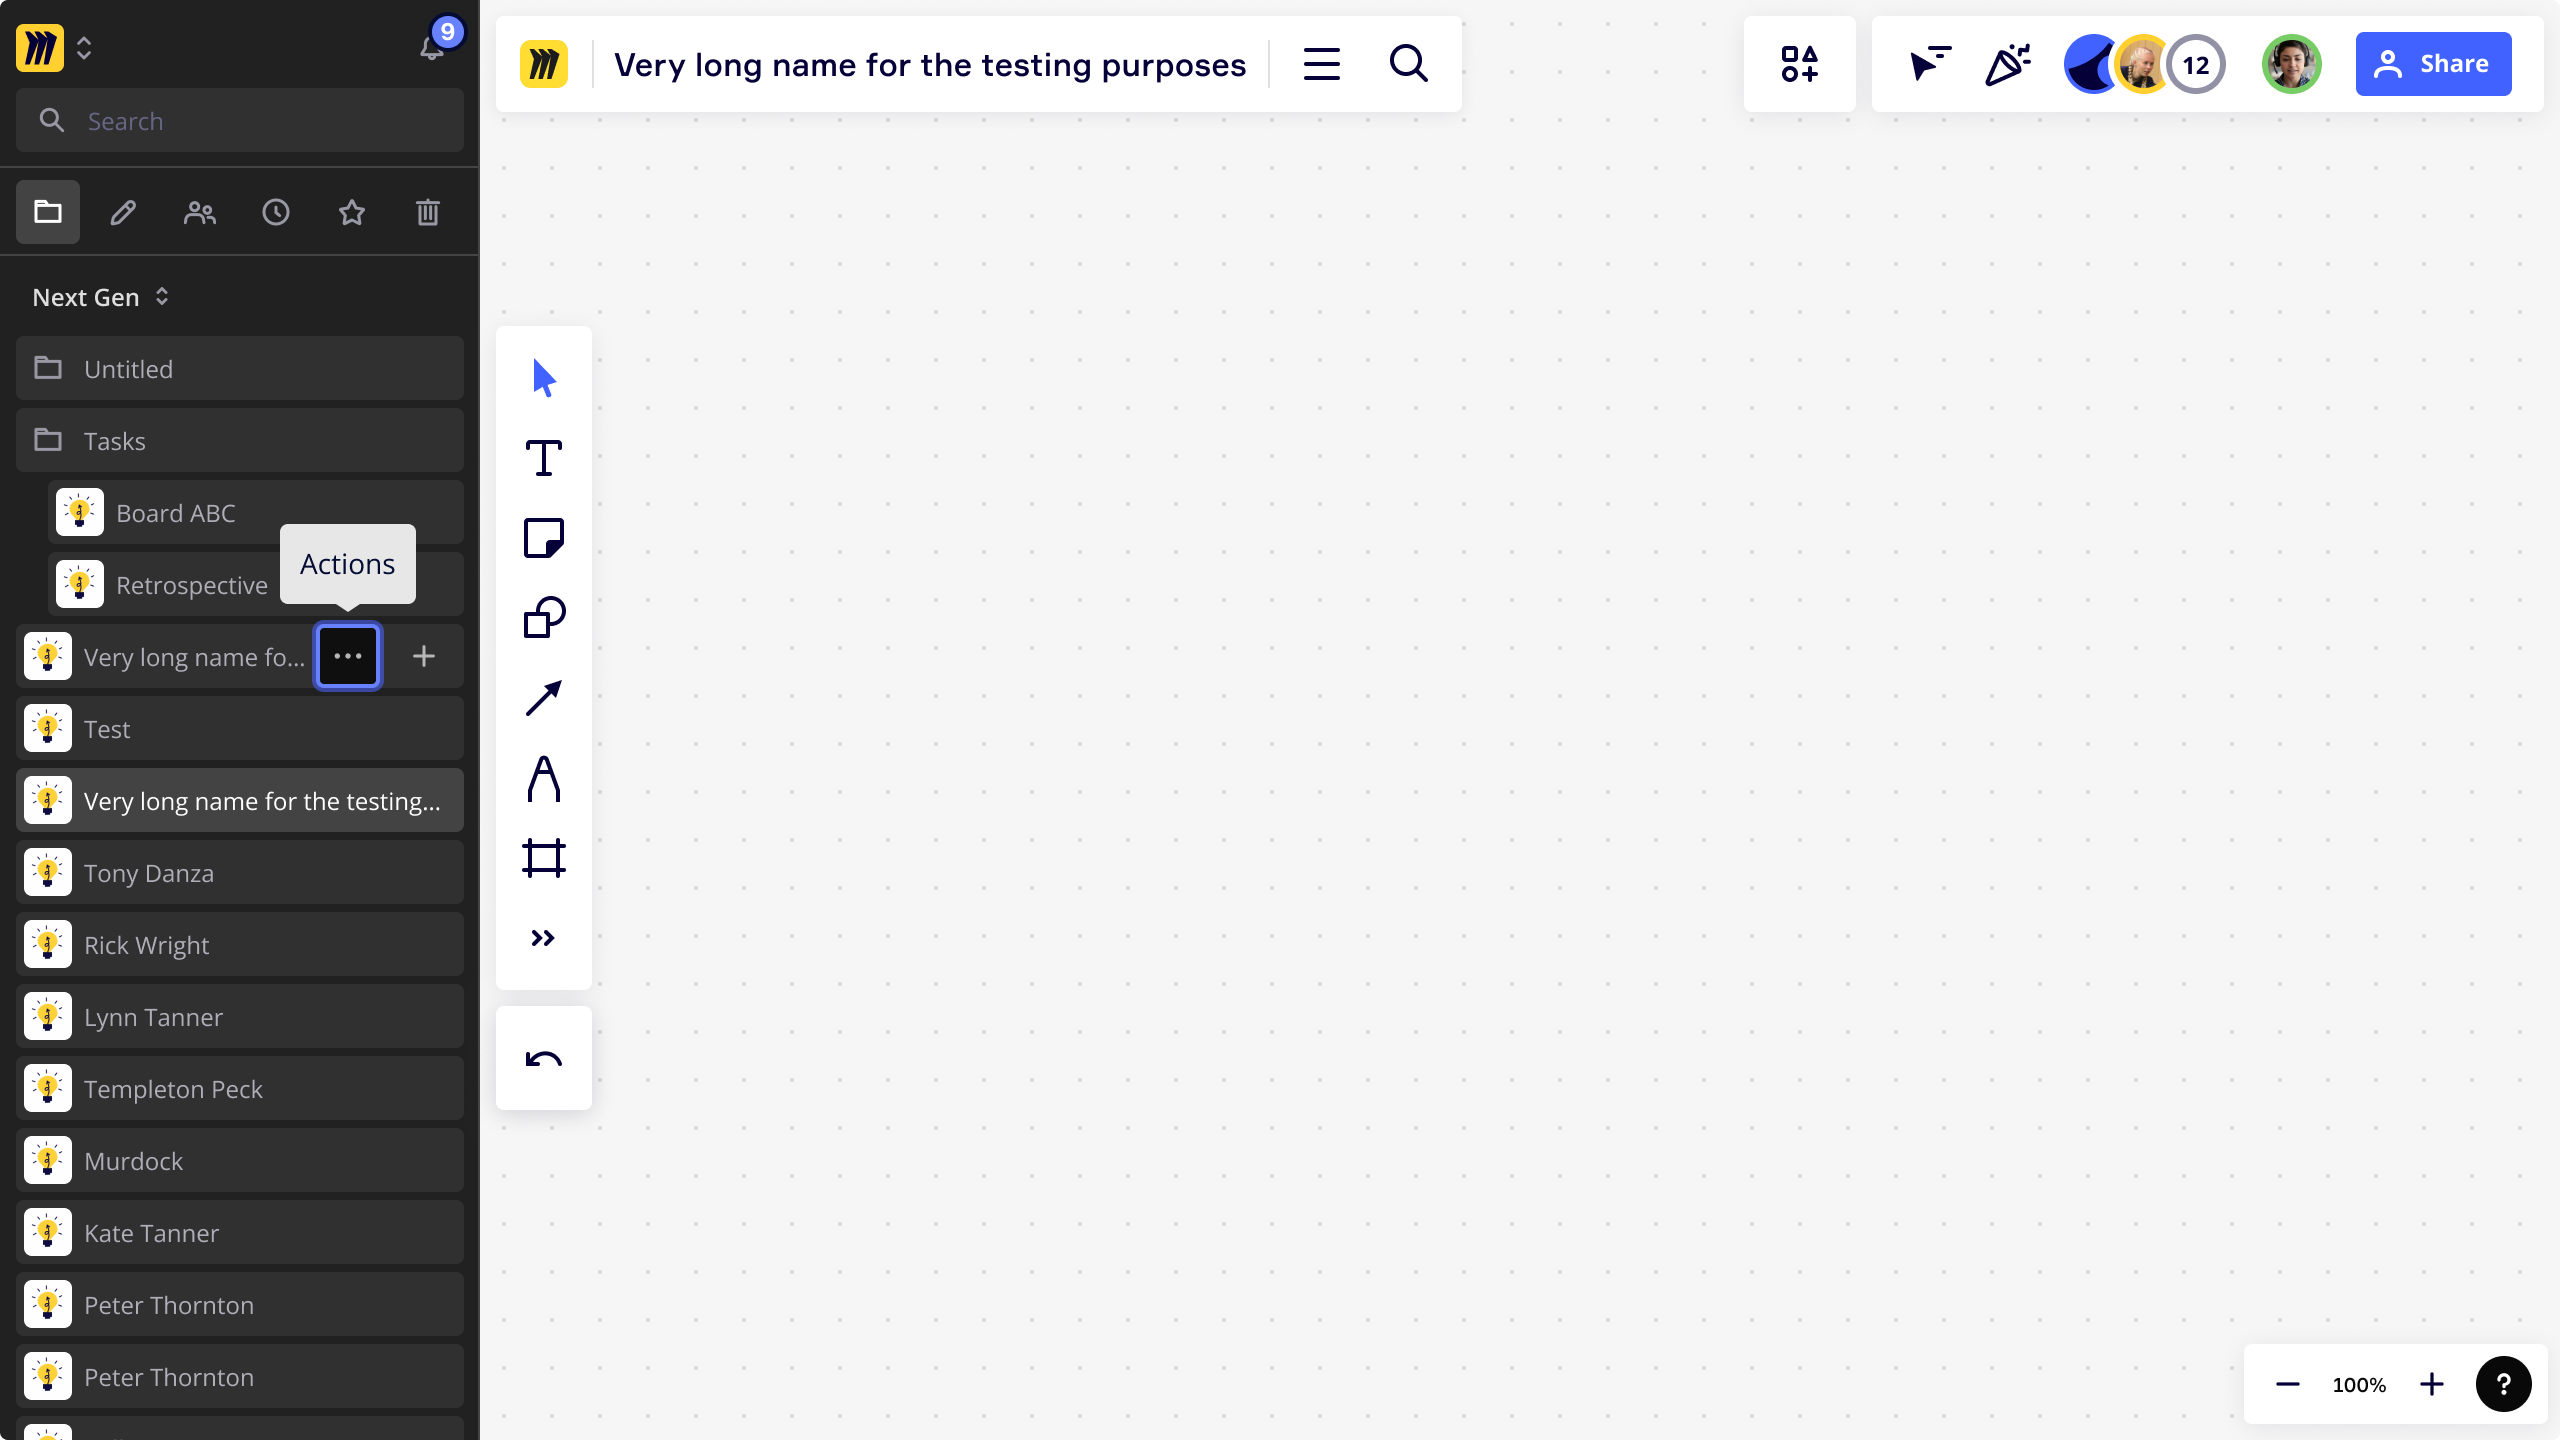 9
Search
Next Gen
Untitled
Tasks
Board ABC
Retrospective
Actions
Very long name fo...
Test
Very long name for the testing...
Tony Danza
Rick Wright
Lynn Tanner
Templeton Peck
Murdock
Kate Tanner
Peter Thornton
Peter Thornton
Very long name for the testing purposes
12
Share
100%
?